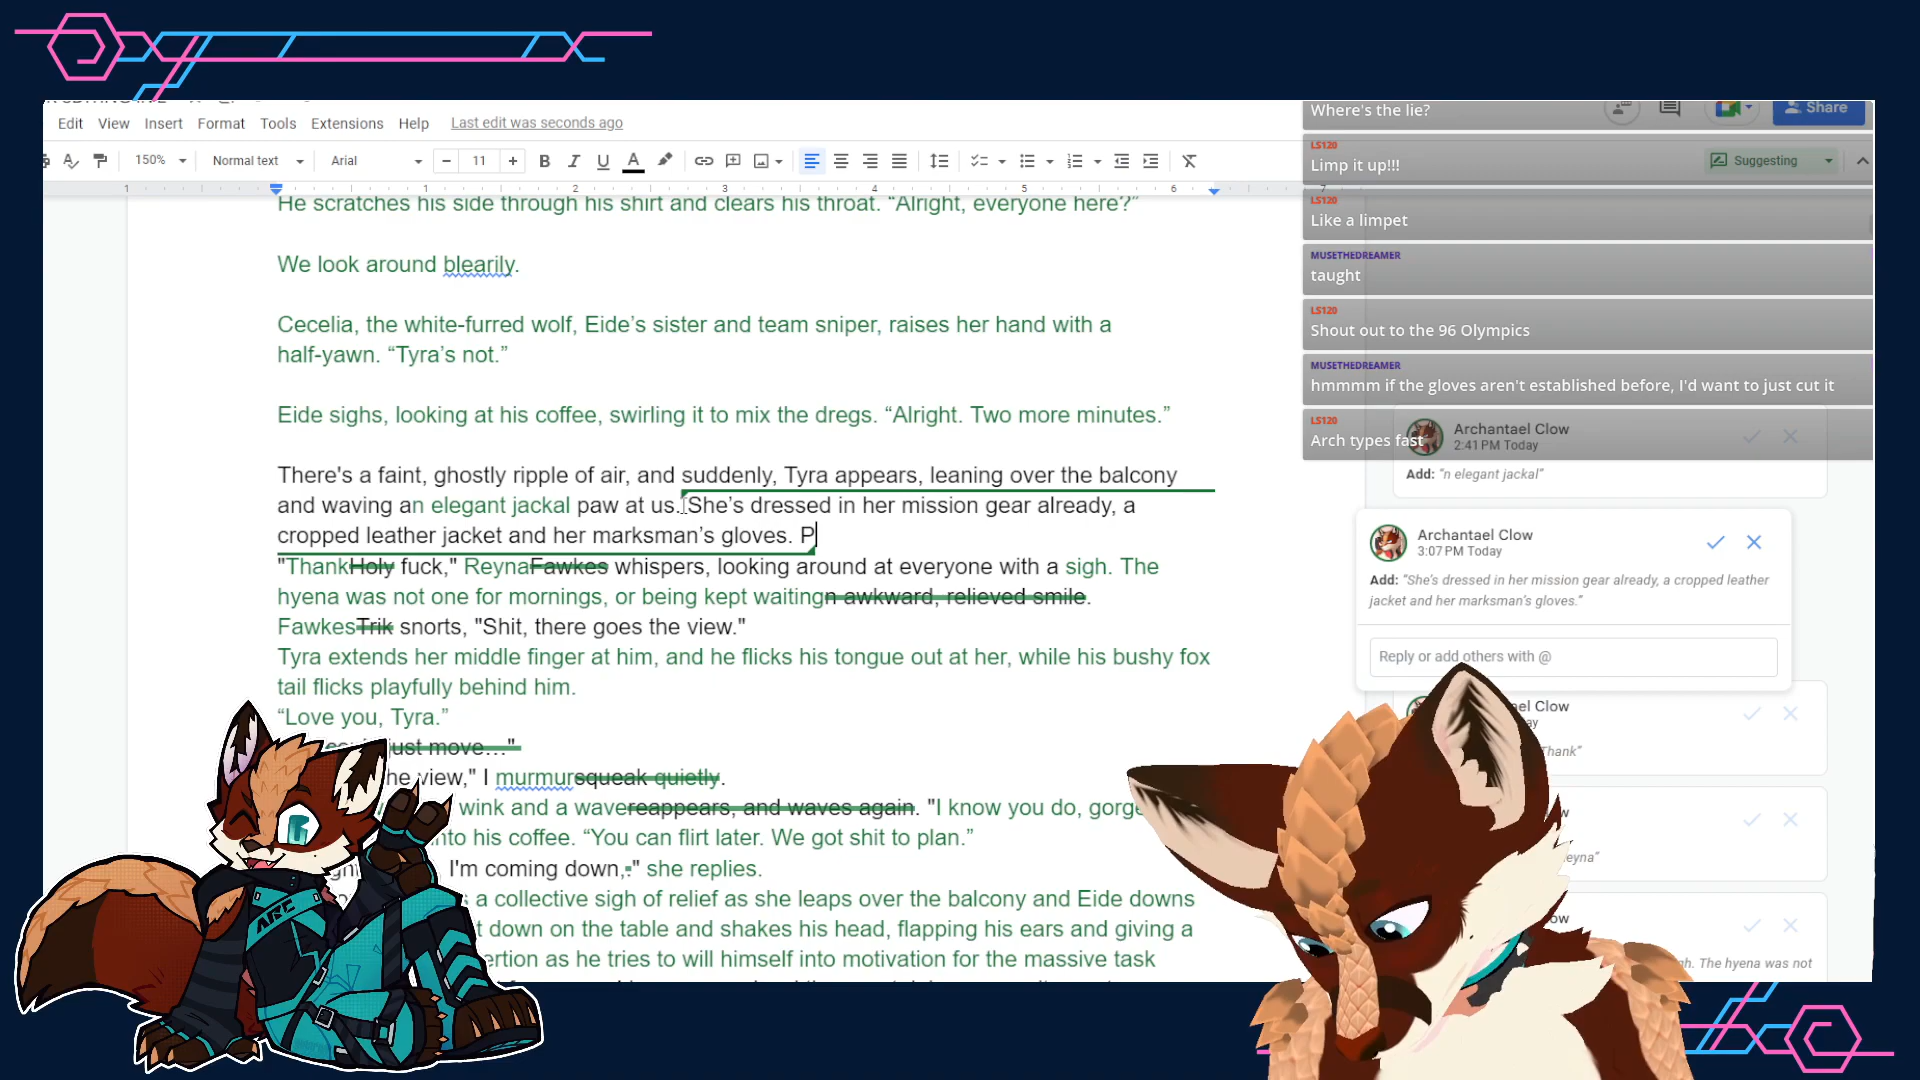 Edit View Insert Format Tools Extensions Help Last edit was seconds ago
Share
150% Normal text Arial 11 B I U A
Suggesting
1 1 2 3 4 5 6 7
He scratches his side through his shirt and clears his throat. “Alright, everyone here?”
We look around blearily.
Cecelia, the white-furred wolf, Eide’s sister and team sniper, raises her hand with a
half-yawn. “Tyra’s not.”
Eide sighs, looking at his coffee, swirling it to mix the dregs. “Alright. Two more minutes.”
There's a faint, ghostly ripple of air, and suddenly, Tyra appears, leaning over the balcony
and waving an elegant jackal paw at us. She’s dressed in her mission gear already, a
cropped leather jacket and her marksman’s gloves. P
"ThankHoly fuck," ReynaFawkes whispers, looking around at everyone with a sigh. The
hyena was not one for mornings, or being kept waitingn awkward, relieved smile.
FawkesTrik snorts, "Shit, there goes the view."
Tyra extends her middle finger at him, and he flicks his tongue out at her, while his bushy fox
tail flicks playfully behind him.
“Love you, Tyra.”
just move…"
he view," I murmursqueak quietly.
wink and a wavereappears, and waves again. "I know you do, gorge
nto his coffee. “You can flirt later. We got shit to plan.”
I'm coming down,." she replies.
a collective sigh of relief as she leaps over the balcony and Eide downs
t down on the table and shakes his head, flapping his ears and giving a
ertion as he tries to will himself into motivation for the massive task
Where's the lie?
LS120
Limp it up!!!
LS120
Like a limpet
MUSETHEDREAMER
taught
LS120
Shout out to the 96 Olympics
MUSETHEDREAMER
hmmmm if the gloves aren't established before, I'd want to just cut it
LS120
Arch types fast
Archantael Clow
2:41 PM Today
Add: “n elegant jackal”
Archantael Clow
3:07 PM Today
Add: “She’s dressed in her mission gear already, a cropped leather
jacket and her marksman’s gloves.”
Reply or add others with @
el Clow
ay
Thank”
w
eyna”
ow
gh. The hyena was not
ARC